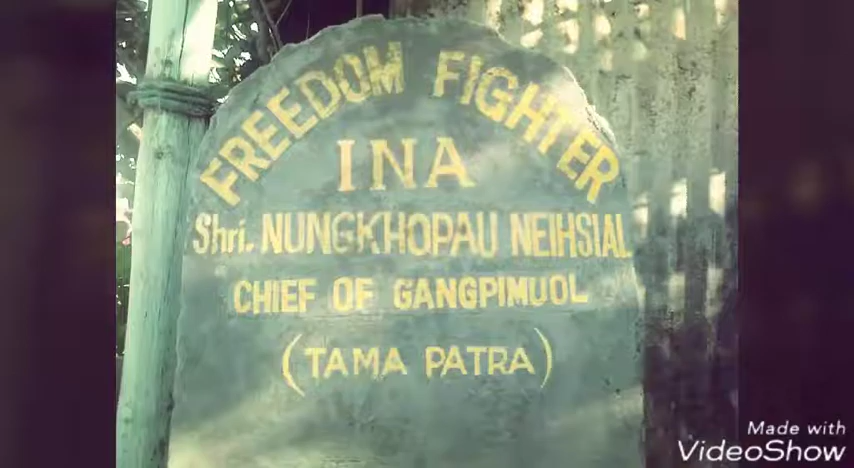 FREEDOM FIGHTER
INA
Shri. NUNGKHOPAU NEIHSIAL
CHIEF OF GANGPIMUOL
(TAMA PATRA)
Made with
VideoShow